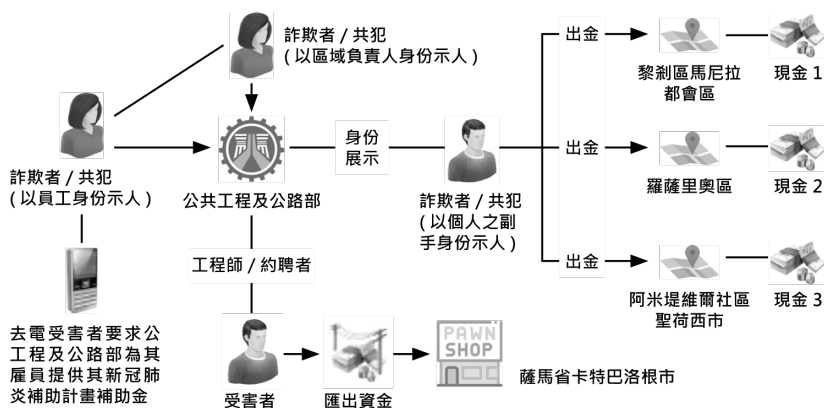 詐欺者 / 共犯
(以區域負責人身份示人)
出金
黎剎區馬尼拉
都會區
現金 1
詐欺者 / 共犯
(以員工身份示人)
公共工程及公路部
身份
展示
詐欺者 / 共犯
(以個人之副
手身份示人)
出金
羅薩里奧區
現金 2
工程師 / 約聘者
出金
阿米堤維爾社區
聖荷西市
現金 3
去電受害者要求公
工程及公路部為其
雇員提供其新冠肺
炎補助計畫補助金
受害者
匯出資金
PAWN
SHOP
薩馬省卡特巴洛根市